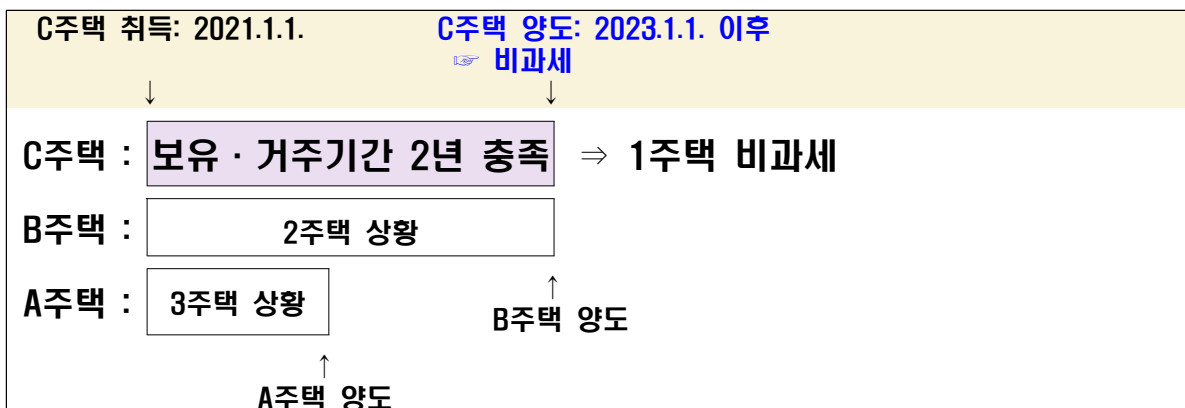 C주택 취득: 2021.1.1.
C주택 양도: 2023.1.1. 이후
☞ 비과세
↓ ↓
C주택 : 보유 · 거주기간 2년 충족 ⇒ 1주택 비과세
B주택 : 2주택 상황
A주택 : 3주택 상황
↑
B주택 양도
↑
A주택 양도